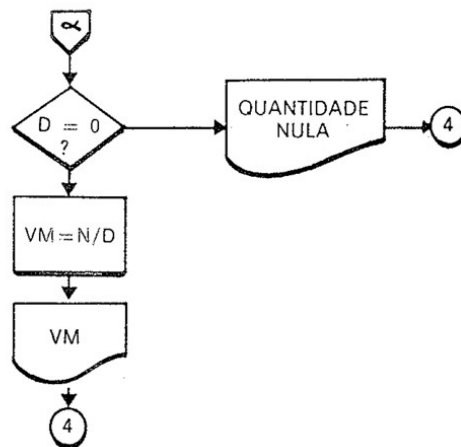 α
D = 0
?
QUANTIDADE
NULA
4
VM=N/D
VM
4